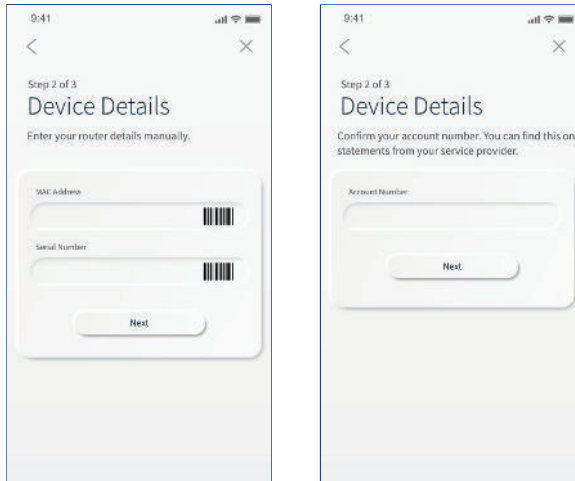 9:41
Step 2 of 3
Device Details
Enter your router details manually.
MAC Address
Serial Number
Next
9:41
Step 2 of 3
Device Details
Confirm your account number. You can find this on
statements from your service provider.
Account Number
Next